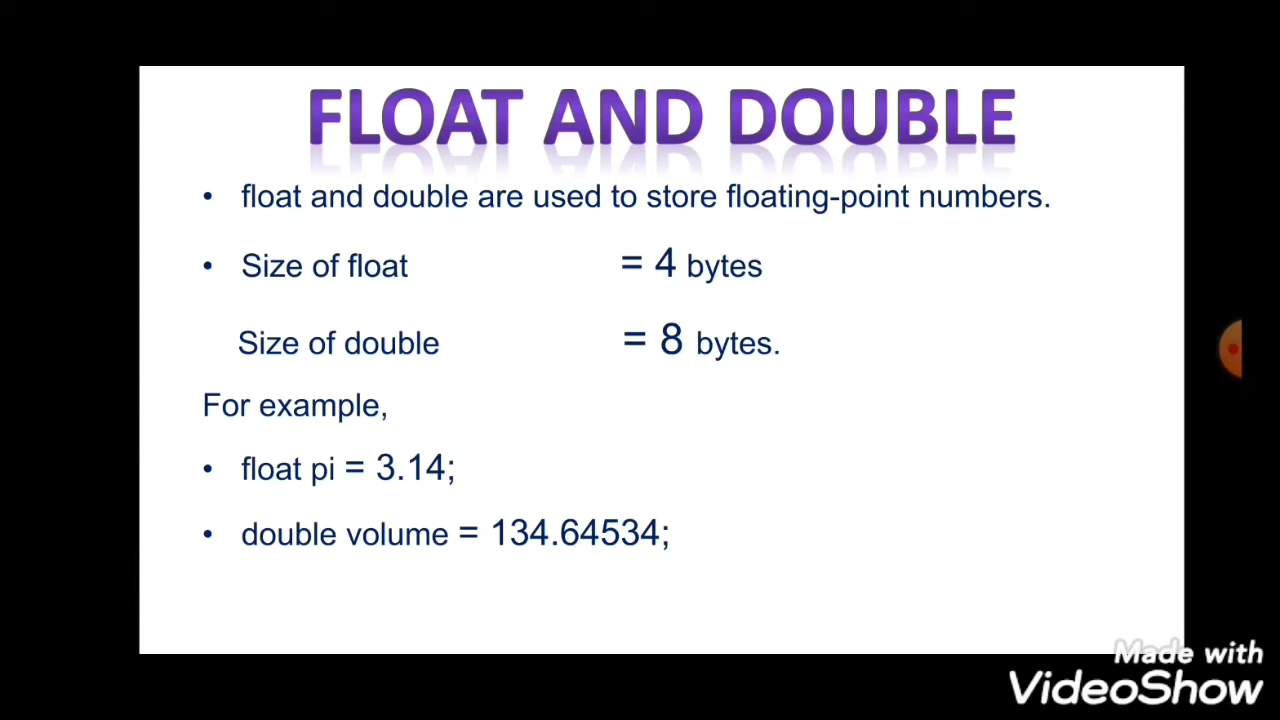 FLOAT AND DOUBLE
• float and double are used to store floating-point numbers.
• Size of float = 4 bytes
Size of double = 8 bytes.
For example,
• float pi = 3.14;
• double volume = 134.64534;
Made with
VideoShow